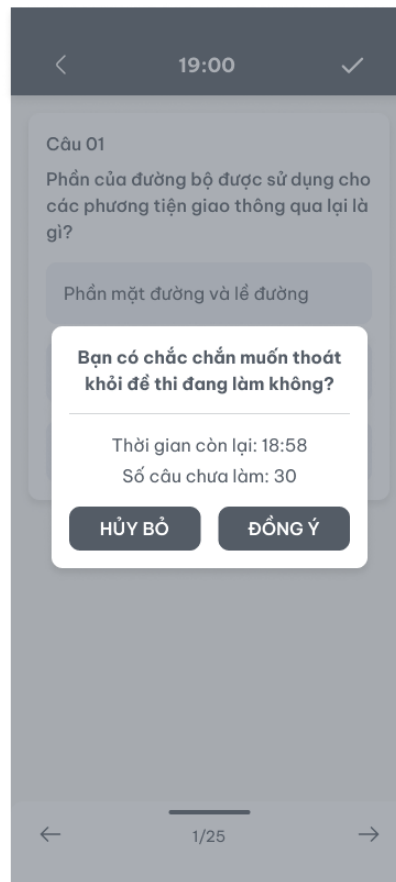 19:00
Câu 01
Phần của đường bộ được sử dụng cho
các phương tiện giao thông qua lại là
gì?
Phần mặt đường và lề đường
Bạn có chắc chắn muốn thoát
khỏi đề thi đang làm không?
Thời gian còn lại: 18:58
Số câu chưa làm: 30
HỦY BỎ
ĐỒNG Ý
1/25